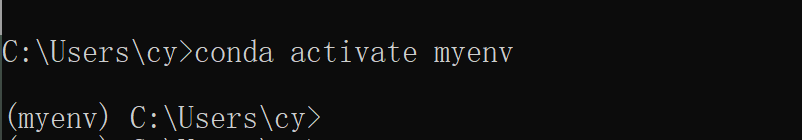 C:\Users\cy>conda activate myenv
(myenv) C:\Users\cy>